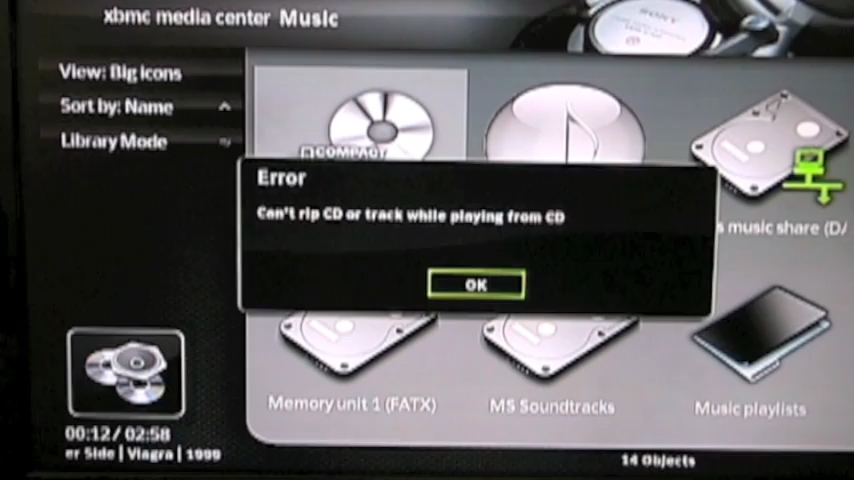 xbmc media center Music
SONY
View: Big Icons
Sort by: Name
Library Mode
COMPACT
Error
Can't rip CD or track while playing from CD
OK
s music share (D/
Memory unit 1 (FATX)
MS Soundtracks
Music playlists
00:12 / 02:58
er Side | Viagra | 1999
14 Objects